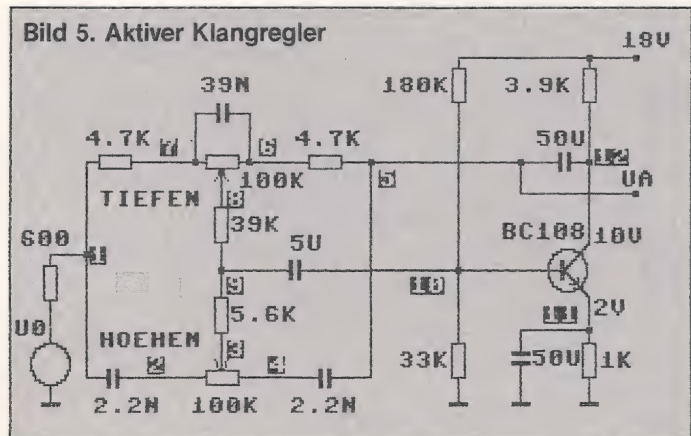 Bild 5. Aktiver Klangregler
18V
39N
180K
3.9K
4.7K
7
6
4.7K
50U
12
5
UA
100K
TIEFEN
8
39K
BC108
10V
600
1
5U
9
10
2V
5.6K
11
U0
HOEHEN
3
33K
50U
1K
2
4
2.2N
100K
2.2N